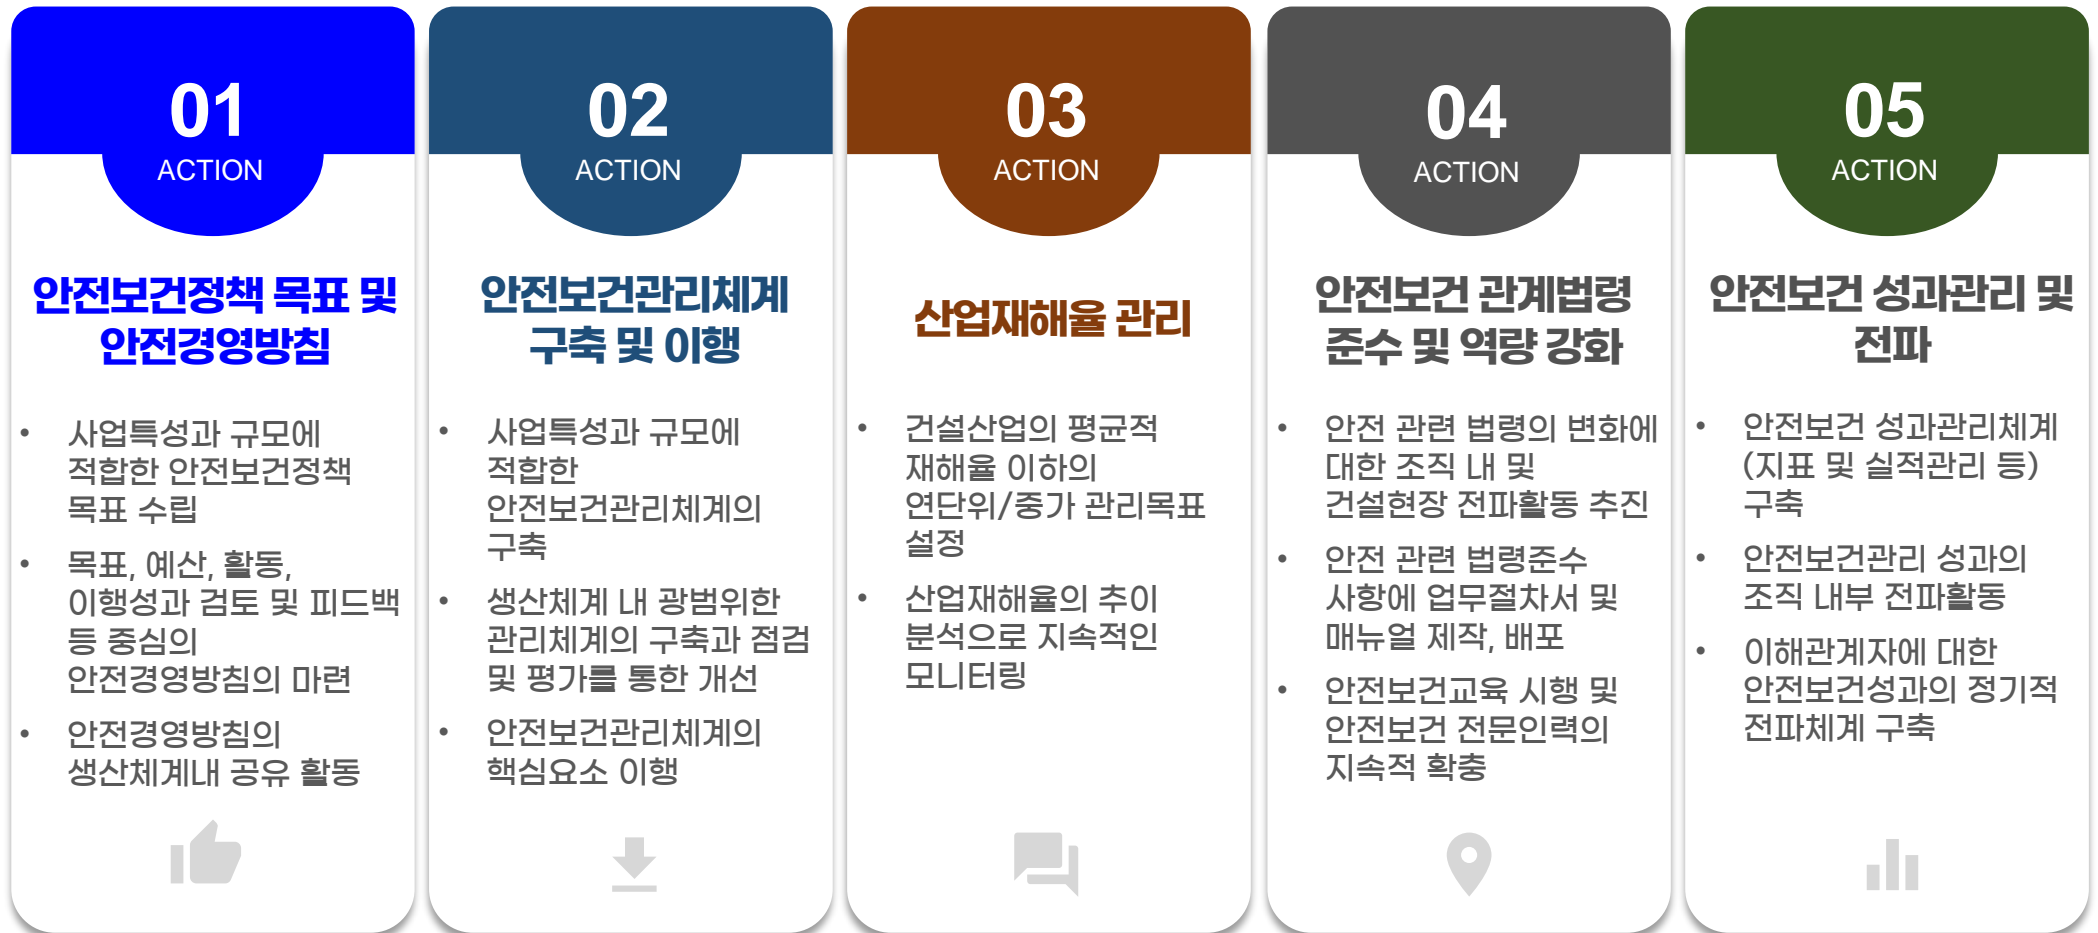 01
ACTION
안전보건정책 목표 및
안전경영방침
• 사업특성과 규모에
적합한 안전보건정책
목표 수립
• 목표, 예산, 활동,
이행성과 검토 및 피드백
등 중심의
안전경영방침의 마련
• 안전경영방침의
생산체계내 공유 활동
02
ACTION
안전보건관리체계
구축 및 이행
• 사업특성과 규모에
적합한
안전보건관리체계의
구축
• 생산체계 내 광범위한
관리체계의 구축과 점검
및 평가를 통한 개선
• 안전보건관리체계의
핵심요소 이행
03
ACTION
산업재해율 관리
• 건설산업의 평균적
재해율 이하의
연단위/중가 관리목표
설정
• 산업재해율의 추이
분석으로 지속적인
모니터링
04
ACTION
안전보건 관계법령
준수 및 역량 강화
• 안전 관련 법령의 변화에
대한 조직 내 및
건설현장 전파활동 추진
• 안전 관련 법령준수
사항에 업무절차서 및
매뉴얼 제작, 배포
• 안전보건교육 시행 및
안전보건 전문인력의
지속적 확충
05
ACTION
안전보건 성과관리 및
전파
• 안전보건 성과관리체계
(지표 및 실적관리 등)
구축
• 안전보건관리 성과의
조직 내부 전파활동
• 이해관계자에 대한
안전보건성과의 정기적
전파체계 구축